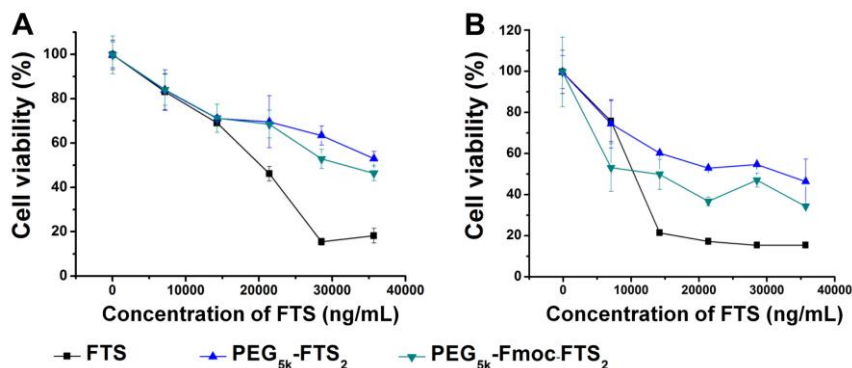 A
Cell viability (%)
100
80
60
40
20
0
0 10000 20000 30000 40000
Concentration of FTS (ng/mL)
B
Cell viability (%)
120
100
80
60
40
20
0
0 10000 20000 30000 40000
Concentration of FTS (ng/mL)
FTS PEG5k-FTS2 PEG5k-Fmoc-FTS2